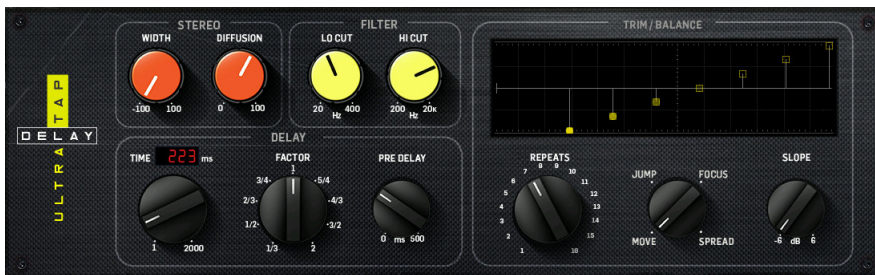 STEREO
WIDTH
DIFFUSION
-100 100
0 100
FILTER
LO CUT
HI CUT
20 400
Hz
200 20K
Hz
TRIM/BALANCE
ULTRA TAP
DELAY
DELAY
TIME 223 ms
1 2000
FACTOR
1
3/4 5/4
2/3 4/3
1/2 3/2
1/3 2
PRE DELAY
0 ms 500
REPEATS
1
2
3
4
5
6
7
8
9
10
11
12
13
14
15
16
JUMP FOCUS
MOVE SPREAD
SLOPE
-6 dB 6